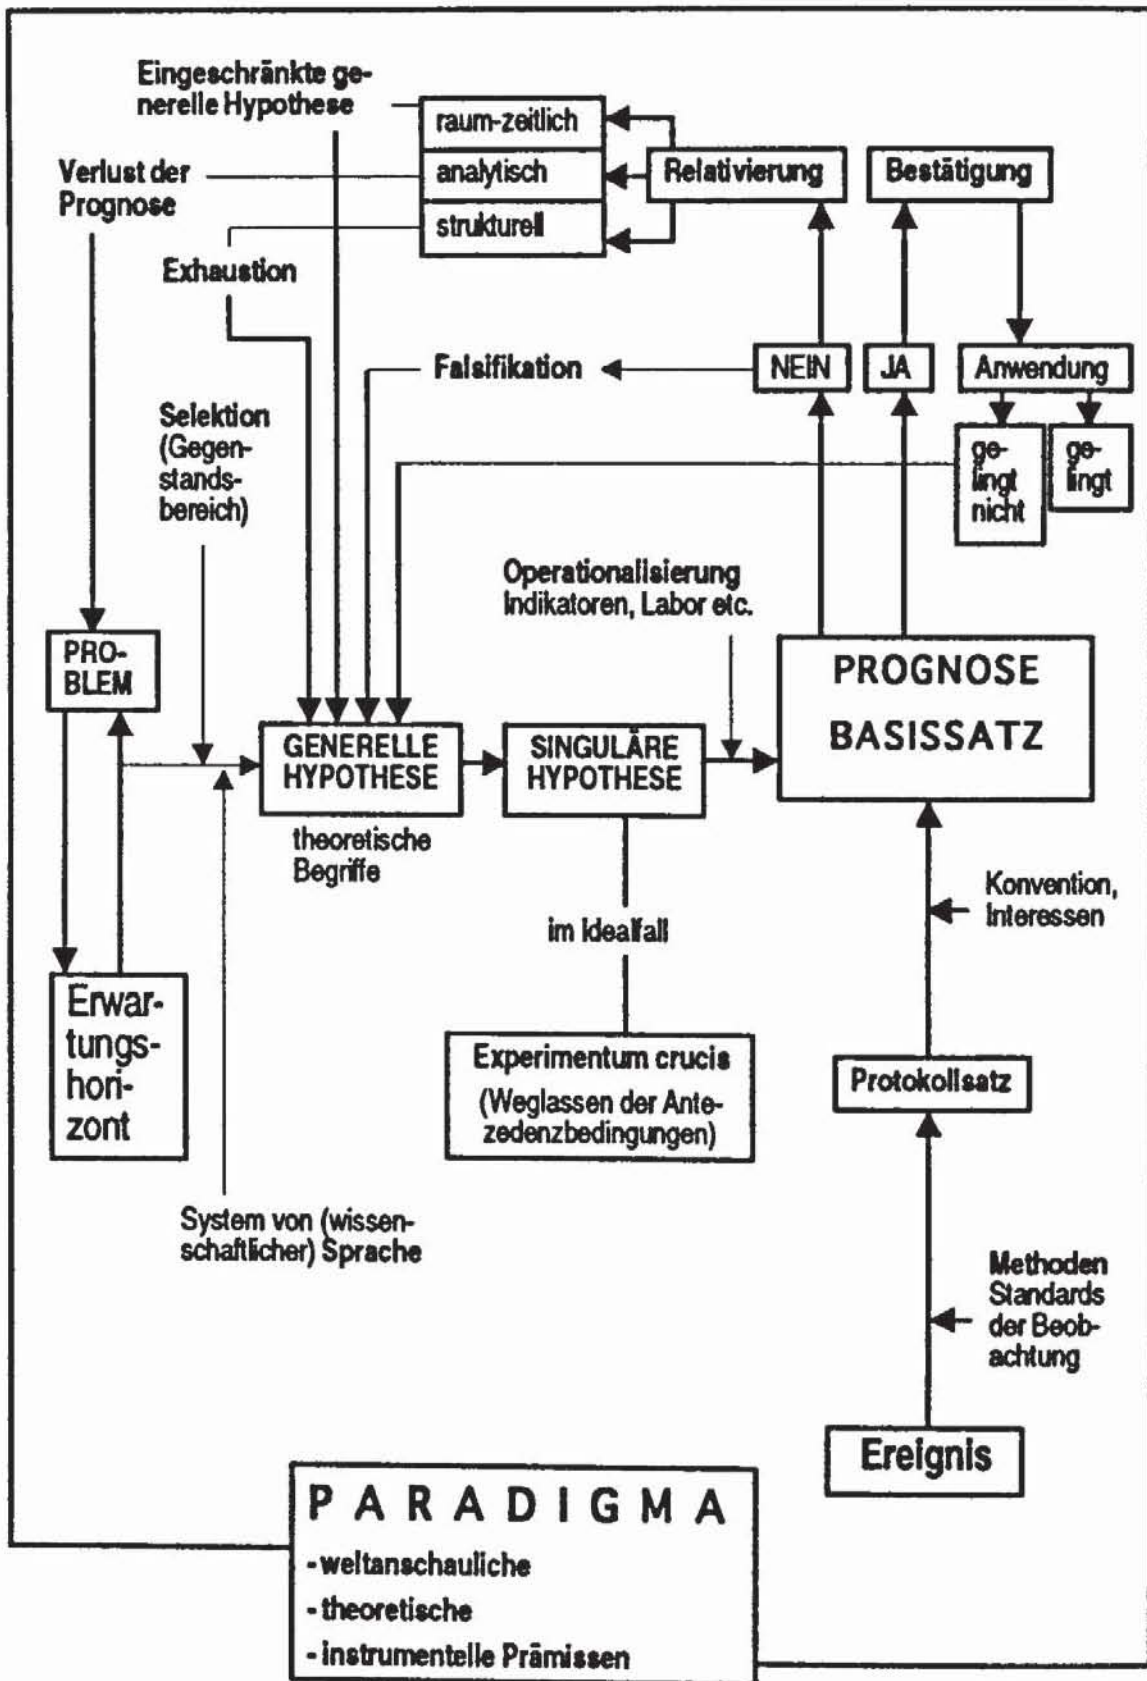 Eingeschränkte ge-
nerelle Hypothese
raum-zeitlich
analytisch
strukturell
Relativierung
Bestätigung
Verlust der
Prognose
Exhaustion
Falsifikation
NEIN
JA
Anwendung
ge-
lingt
nicht
ge-
lingt
Selektion
(Gegen-
stands-
bereich)
Operationalisierung
Indikatoren, Labor etc.
PRO-
BLEM
GENERELLE
HYPOTHESE
theoretische
Begriffe
SINGULÄRE
HYPOTHESE
PROGNOSE
BASISSATZ
im Idealfall
Konvention,
Interessen
Erwar-
tungs-
hori-
zont
Experimentum crucis
(Weglassen der Ante-
zedenzbedingungen)
Protokollsatz
System von (wissen-
schaftlicher) Sprache
Methoden
Standards
der Beob-
achtung
Ereignis
PARADIGMA
- weltanschauliche
- theoretische
- instrumentelle Prämissen